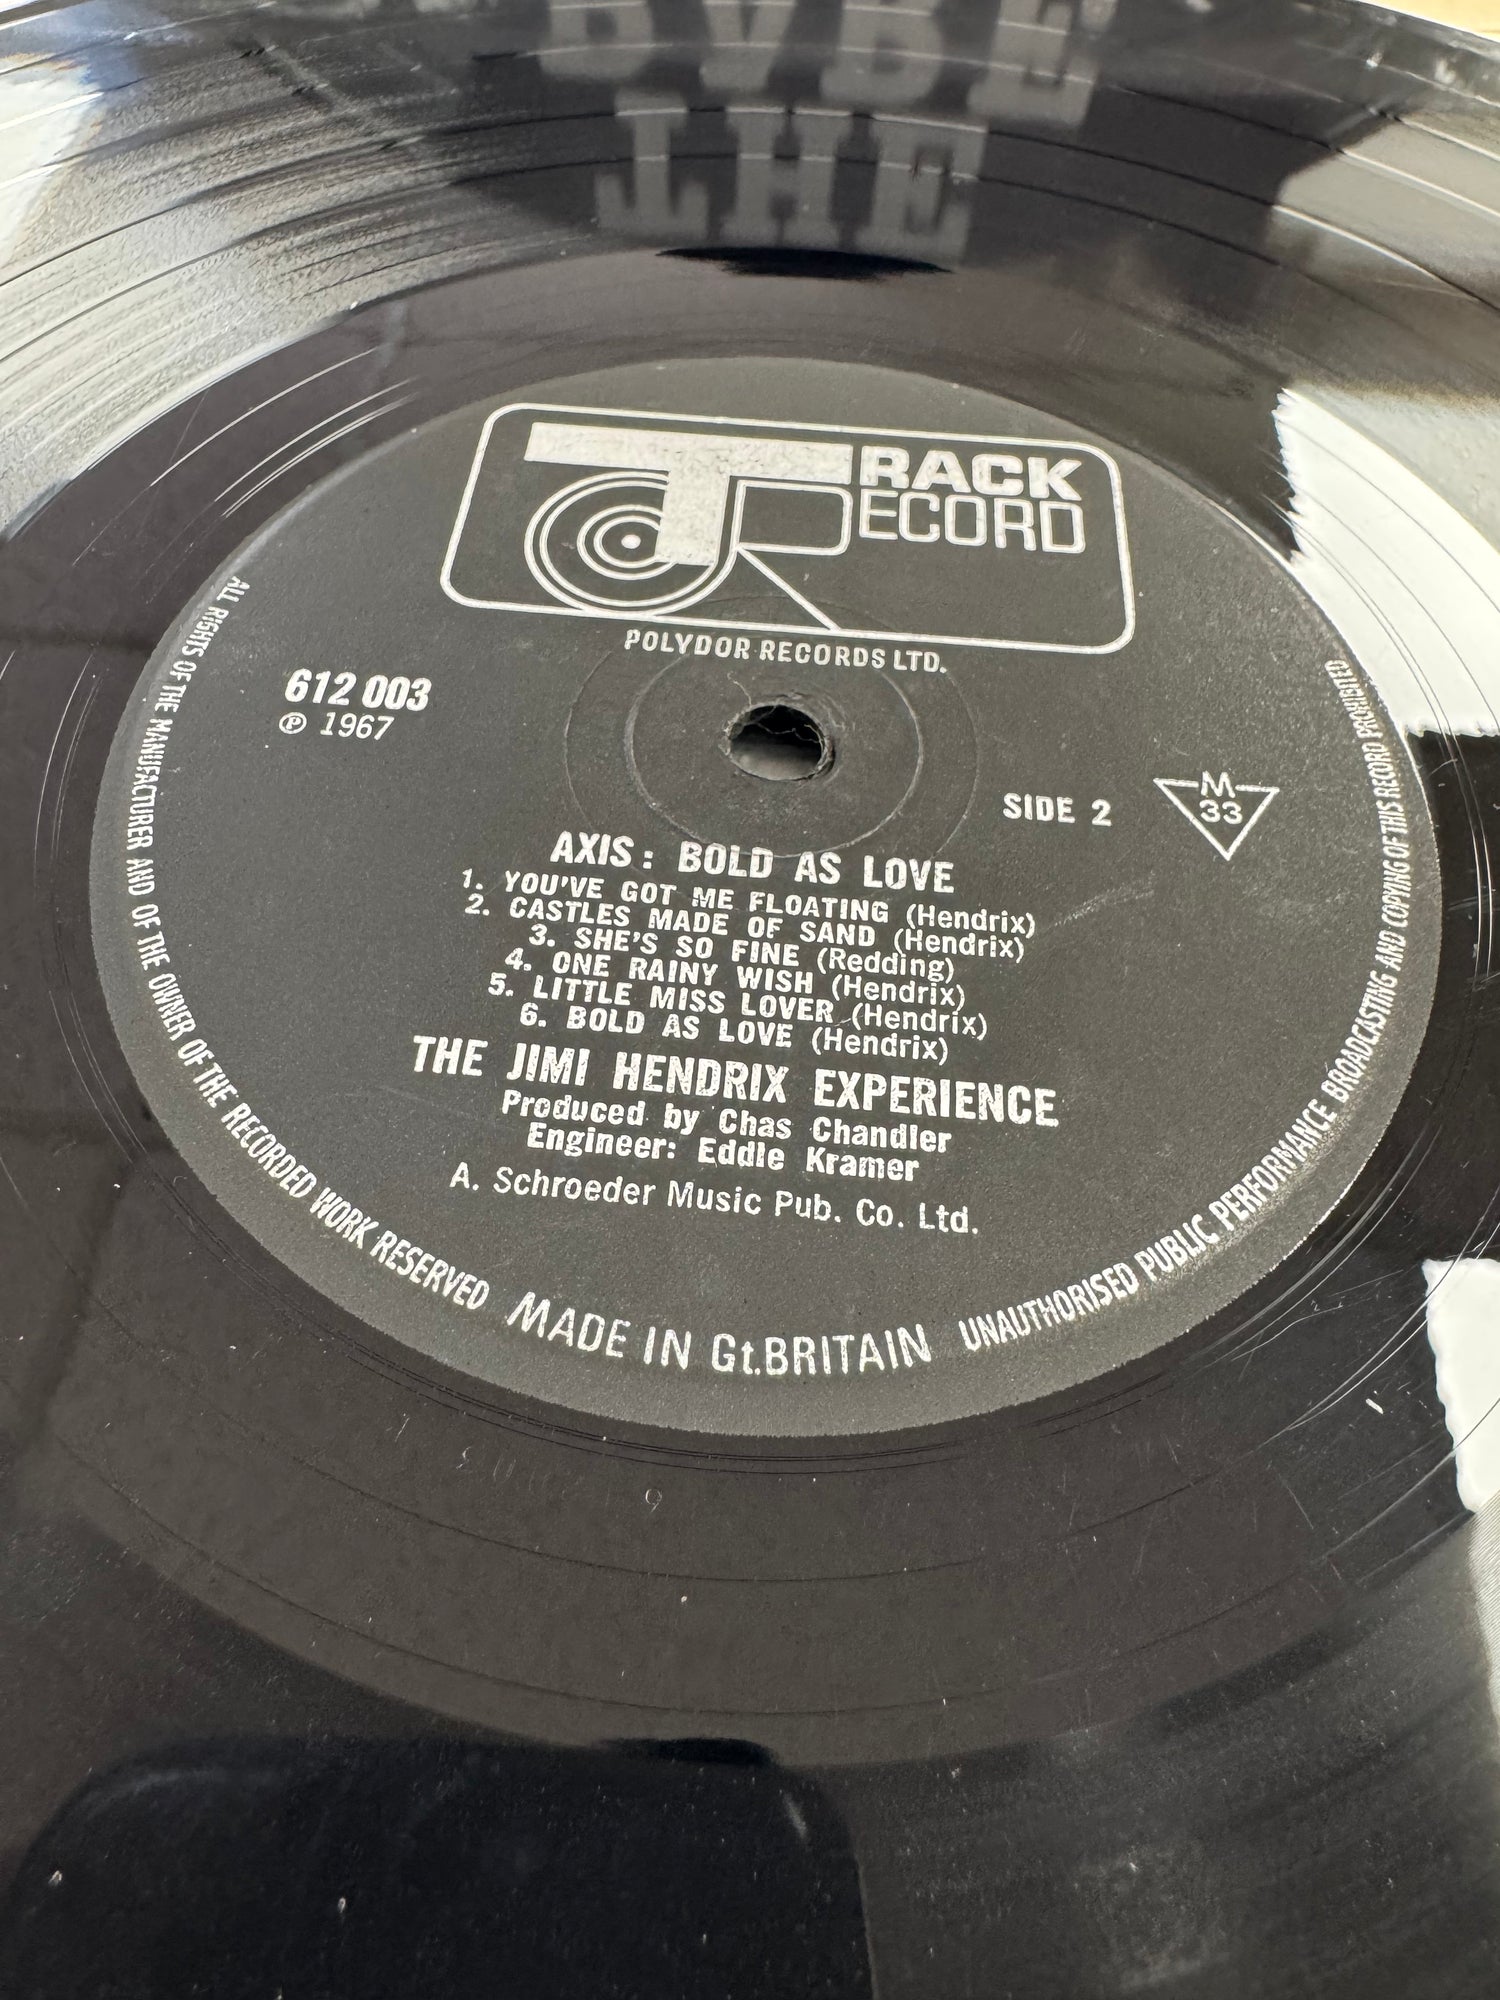 BABE
THE
TRACK
RECORD
POLYDOR RECORDS LTD.
612 003
℗ 1967
SIDE 2
M
33
AXIS: BOLD AS LOVE
1. YOU'VE GOT ME FLOATING (Hendrix)
2. CASTLES MADE OF SAND (Hendrix)
3. SHE'S SO FINE (Redding)
4. ONE RAINY WISH (Hendrix)
5. LITTLE MISS LOVER (Hendrix)
6. BOLD AS LOVE (Hendrix)
THE JIMI HENDRIX EXPERIENCE
Produced by Chas Chandler
Engineer: Eddie Kramer
A. Schroeder Music Pub. Co. Ltd.
ALL RIGHTS OF THE MANUFACTURER AND OF THE OWNER OF THE RECORDED WORK RESERVED
MADE IN Gt.BRITAIN
UNAUTHORISED PUBLIC PERFORMANCE BROADCASTING AND COPYING OF THIS RECORD PROHIBITED